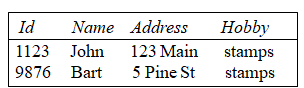 Id Name Address Hobby
1123 John 123 Main stamps
9876 Bart 5 Pine St stamps